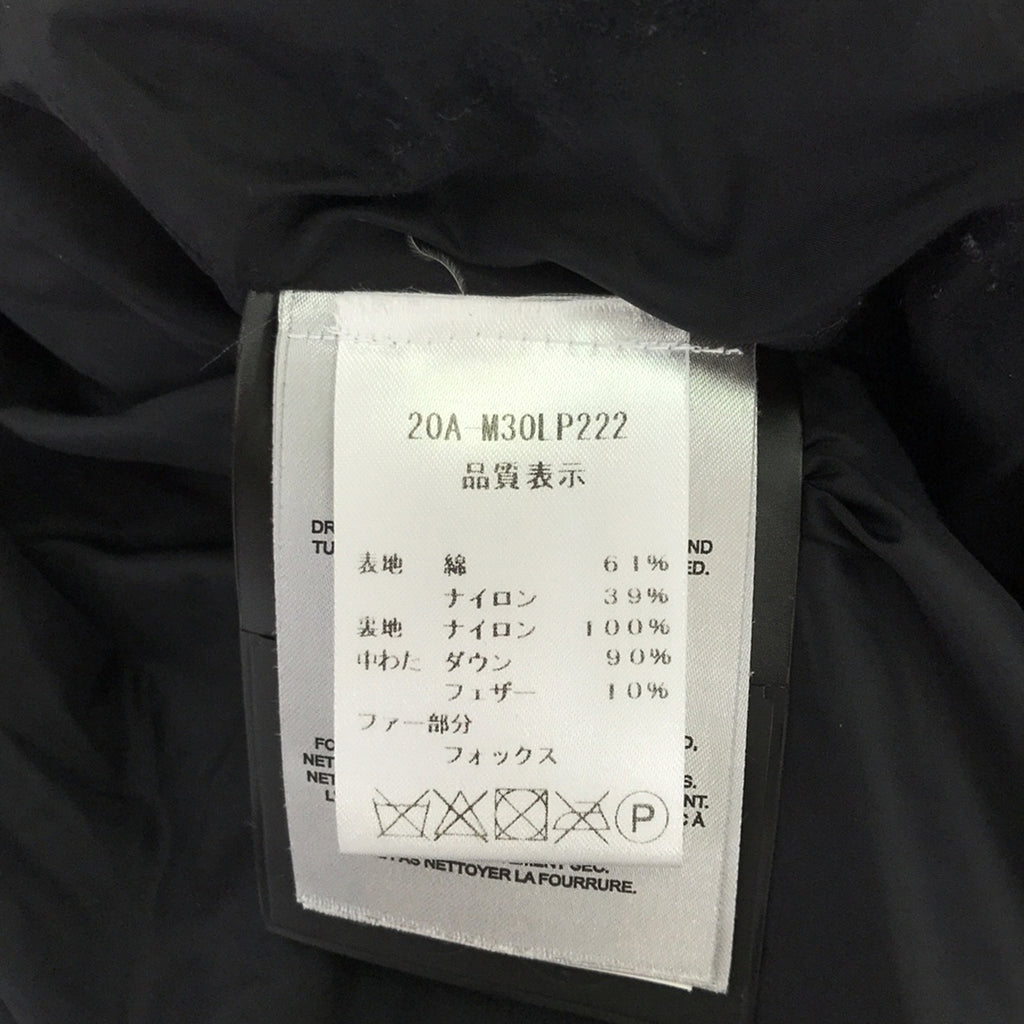 20A-M30LP222
品質表示
表地 綿 61%
ナイロン 39%
裏地 ナイロン 100%
中わた ダウン 90%
フェザー 10%
ファー部分
フォックス
P
PAS NETTOYER LA FOURRURE.